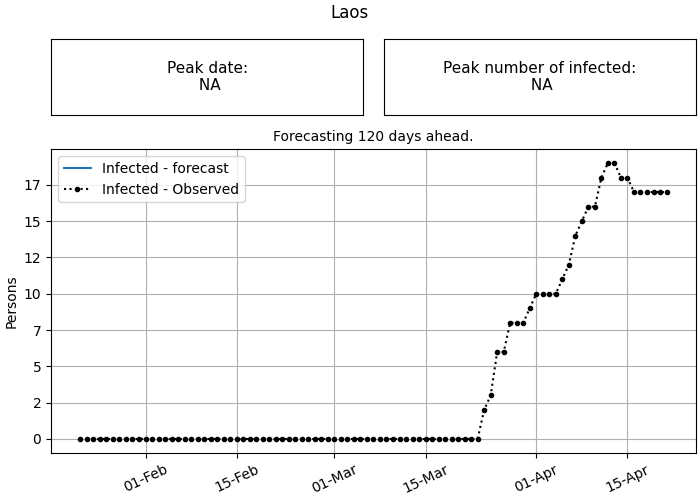 Laos
Peak date:
NA
Peak number of infected:
NA
Forecasting 120 days ahead.
Infected - forecast
Infected - Observed
Persons
17
15
12
10
7
5
2
0
01-Feb
15-Feb
01-Mar
15-Mar
01-Apr
15-Apr